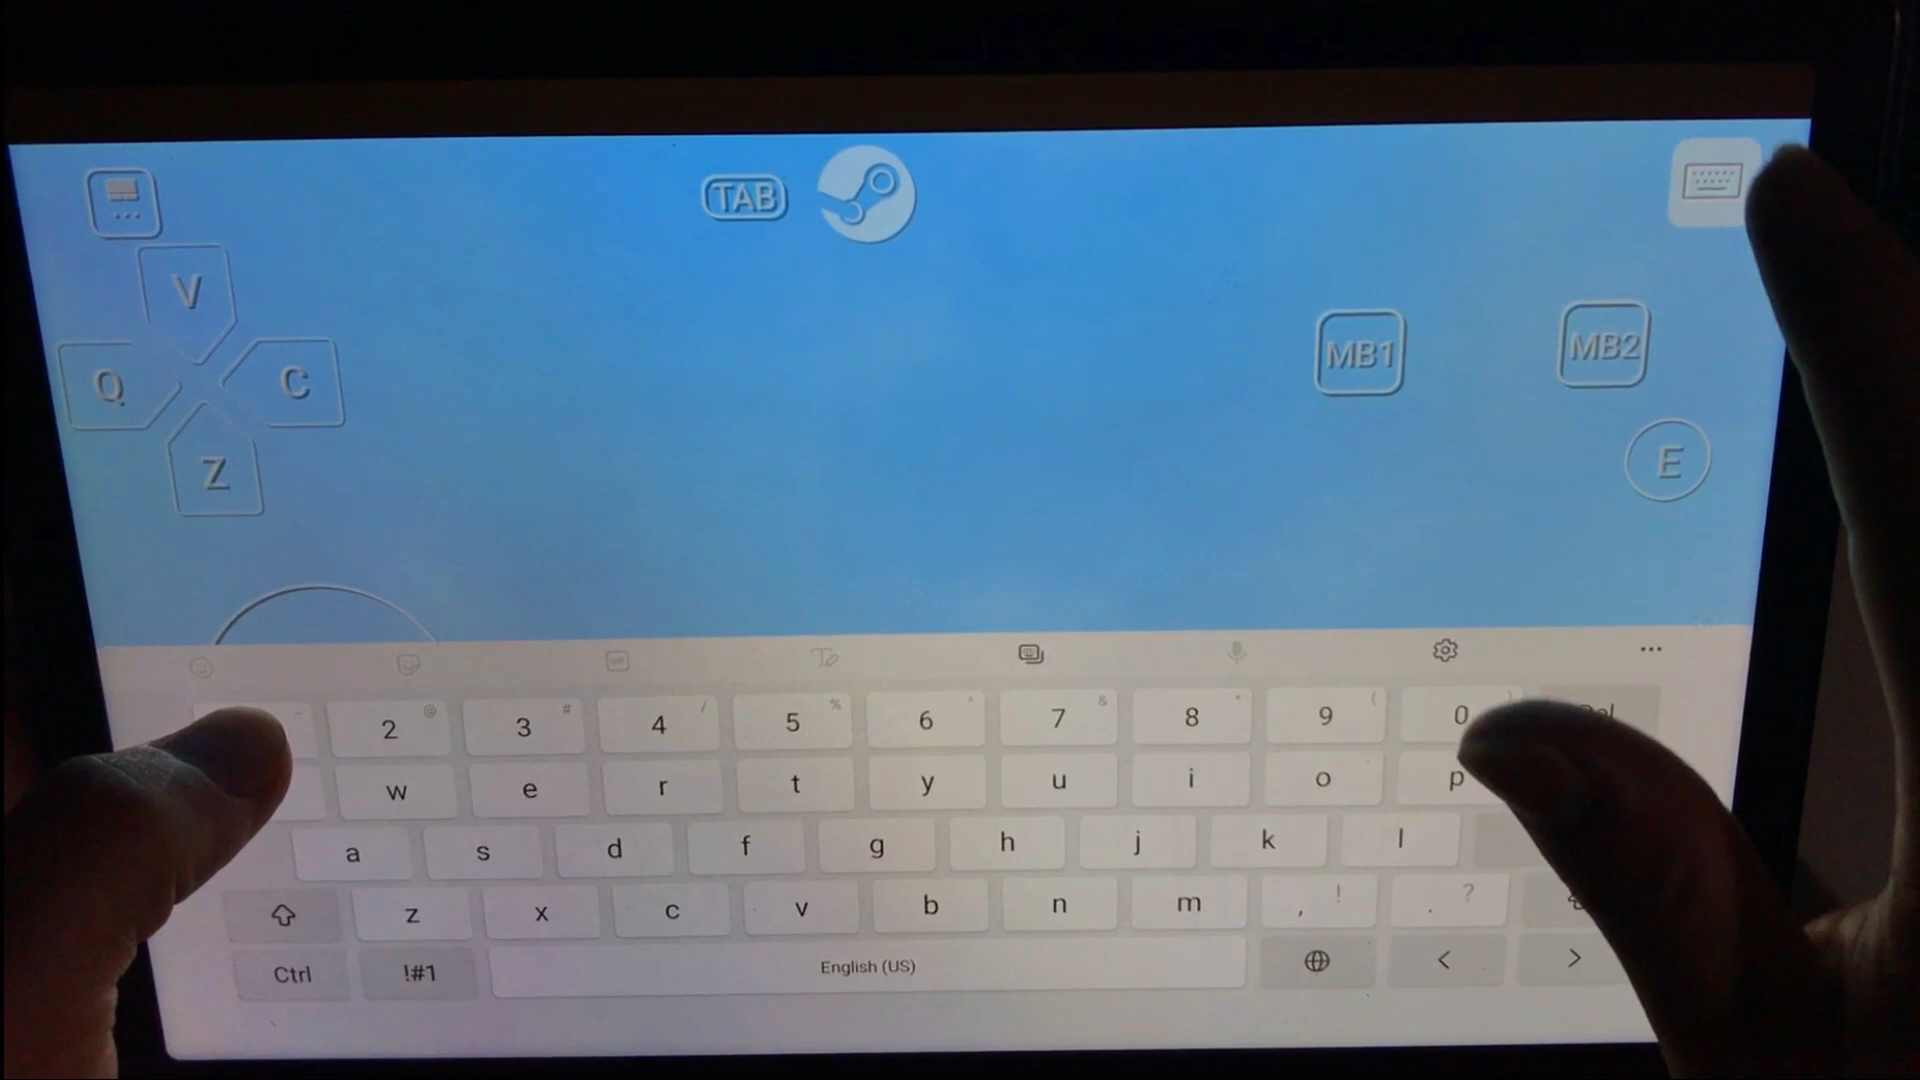 TAB
V
Q C
Z
MB1 MB2
E
2 @ 3 # 4 / 5 % 6 ^ 7 & 8 * 9 ( 0 )
w e r t y u i o p
a s d f g h j k l
z x c v b n m , ! . ?
Ctrl !#1 English (US) < >